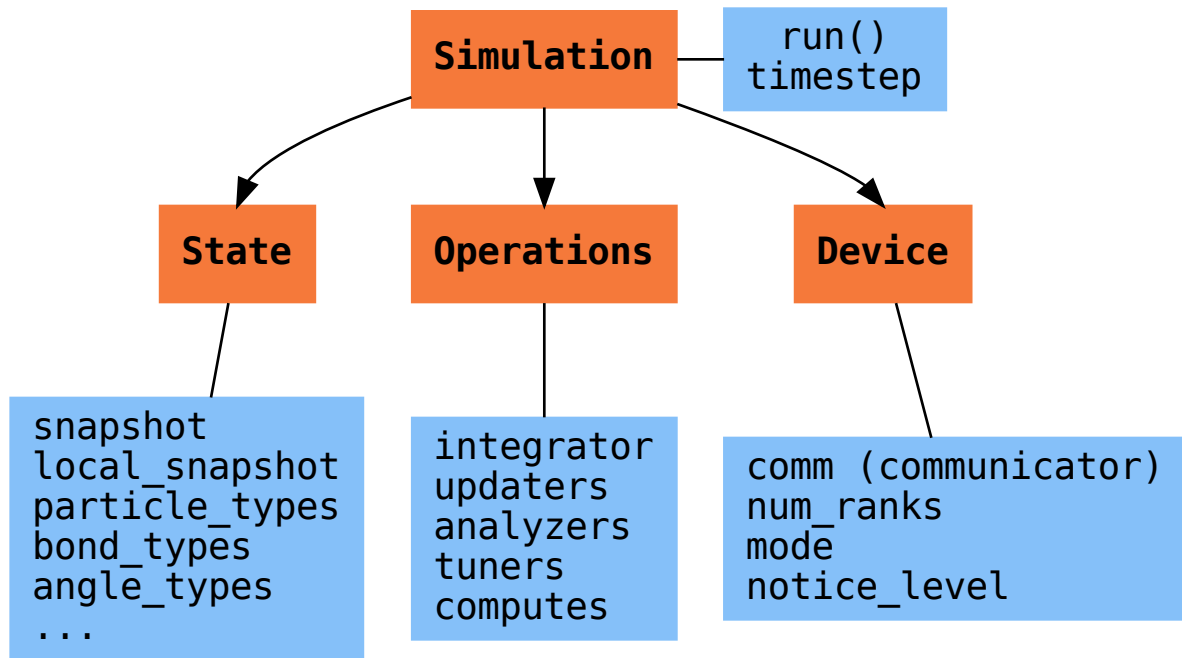 Simulation
run()
timestep
State
Operations
Device
snapshot
local_snapshot
particle_types
bond_types
angle_types
...
integrator
updaters
analyzers
tuners
computes
comm (communicator)
num_ranks
mode
notice_level